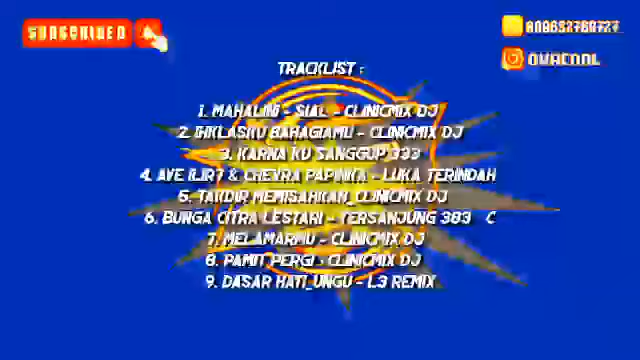 SUBSCRIBED
OVACOOL
TRACKLIST :
1. MAHALINI - SIAL - CLINICMIX DJ
2. IHKLASKU BAHAGIAMU - CLINICMIX DJ
3. KARNA KU SANGGUP 333
4. AVE ILIR7 & CHEVRA PAPINKA - LUKA TERINDAH
5. TAKDIR MEMISAHKAN_CLINICMIX DJ
6. BUNGA CITRA LESTARI - TERSANJUNG 383 C
7. MELAMARMU - CLINICMIX DJ
8. PAMIT PERGI - CLINICMIX DJ
9. DASAR HATI_UNGU - L3 REMIX